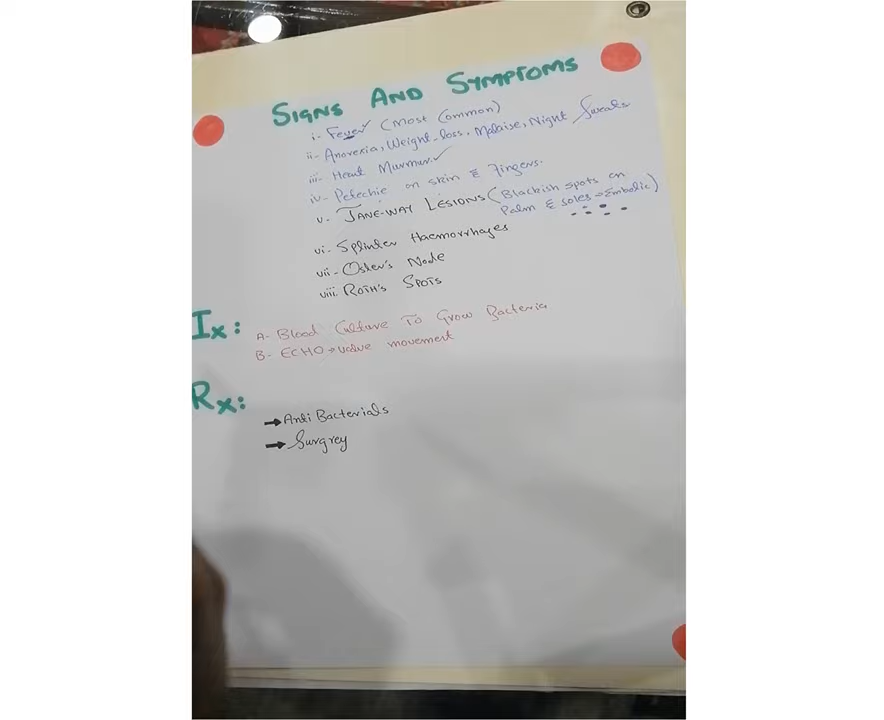 SIGNS AND SYMPTOMS
i- Fever (Most Common)
ii- Anorexia, Weight loss, Malaise, Night Sweats
iii- Heart Murmur
iv- Petechie on skin & Fingers.
v- JANE-WAY LESIONS (Blackish spots on
Palm & soles → Embolic)
vi- Splinter Haemorrhages
vii- Osler's Node
viii. ROTH'S SPOTS
Ix:
A- Blood Culture To Grow Bacteria
B- ECHO → valve movement
Rx:
→ Anti Bacterials
→ Surgrey